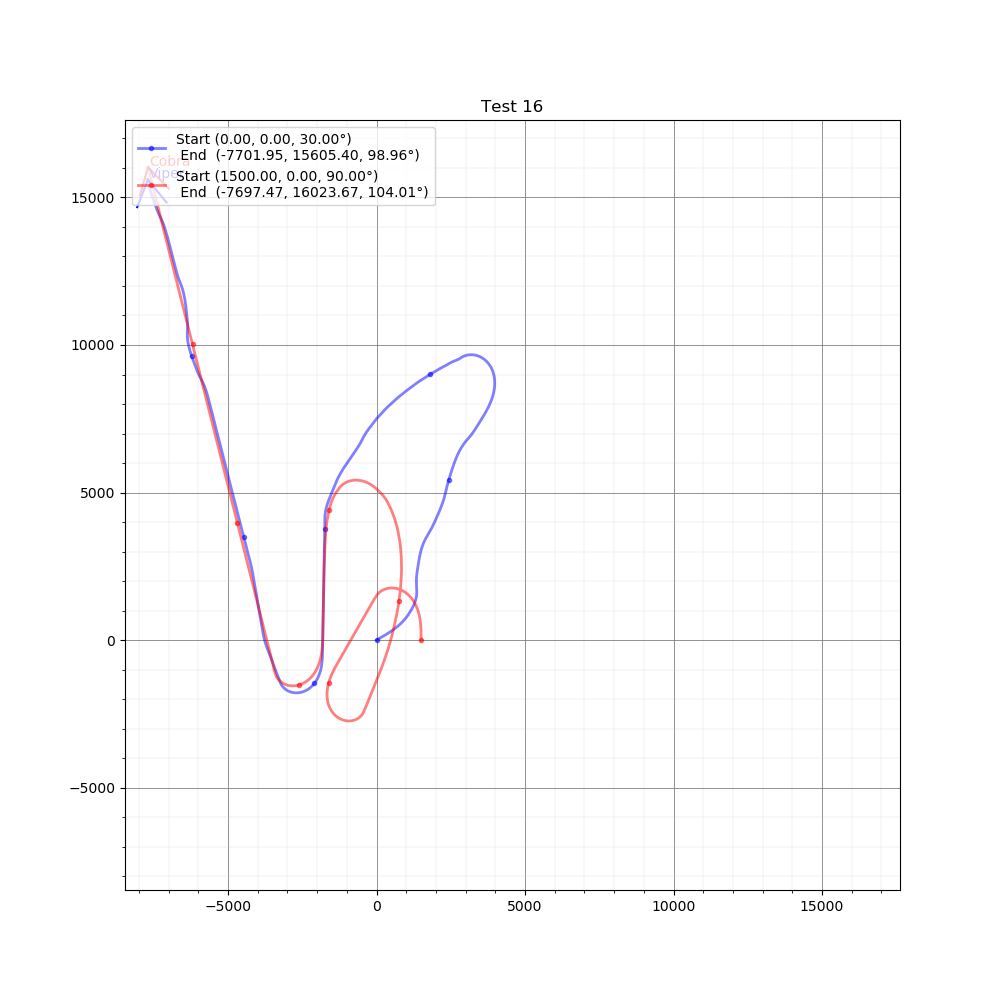 Test 16
Start (0.00, 0.00, 30.00°)
End (-7701.95, 15605.40, 98.96°)
Cobra
Viper
Start (1500.00, 0.00, 90.00°)
End (-7697.47, 16023.67, 104.01°)
15000
10000
5000
0
−5000
−5000
0
5000
10000
15000